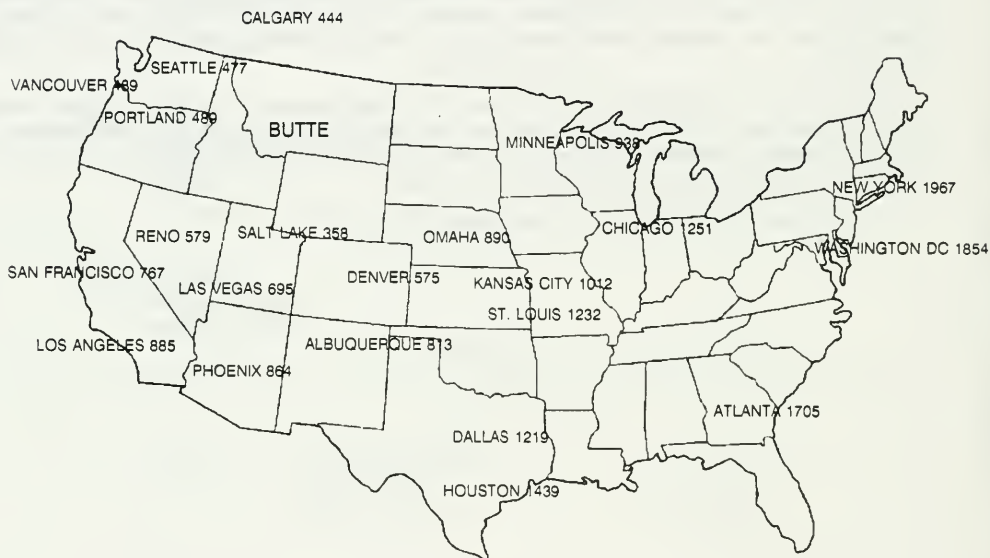 CALGARY 444
SEATTLE 477
VANCOUVER 489
PORTLAND 489
BUTTE
MINNEAPOLIS 938
NEW YORK 1967
RENO 579
SALT LAKE 358
OMAHA 890
CHICAGO 1251
WASHINGTON DC 1854
SAN FRANCISCO 767
LAS VEGAS 695
DENVER 575
KANSAS CITY 1012
ST. LOUIS 1232
LOS ANGELES 885
PHOENIX 864
ALBUQUERQUE 813
ATLANTA 1705
DALLAS 1219
HOUSTON 1439